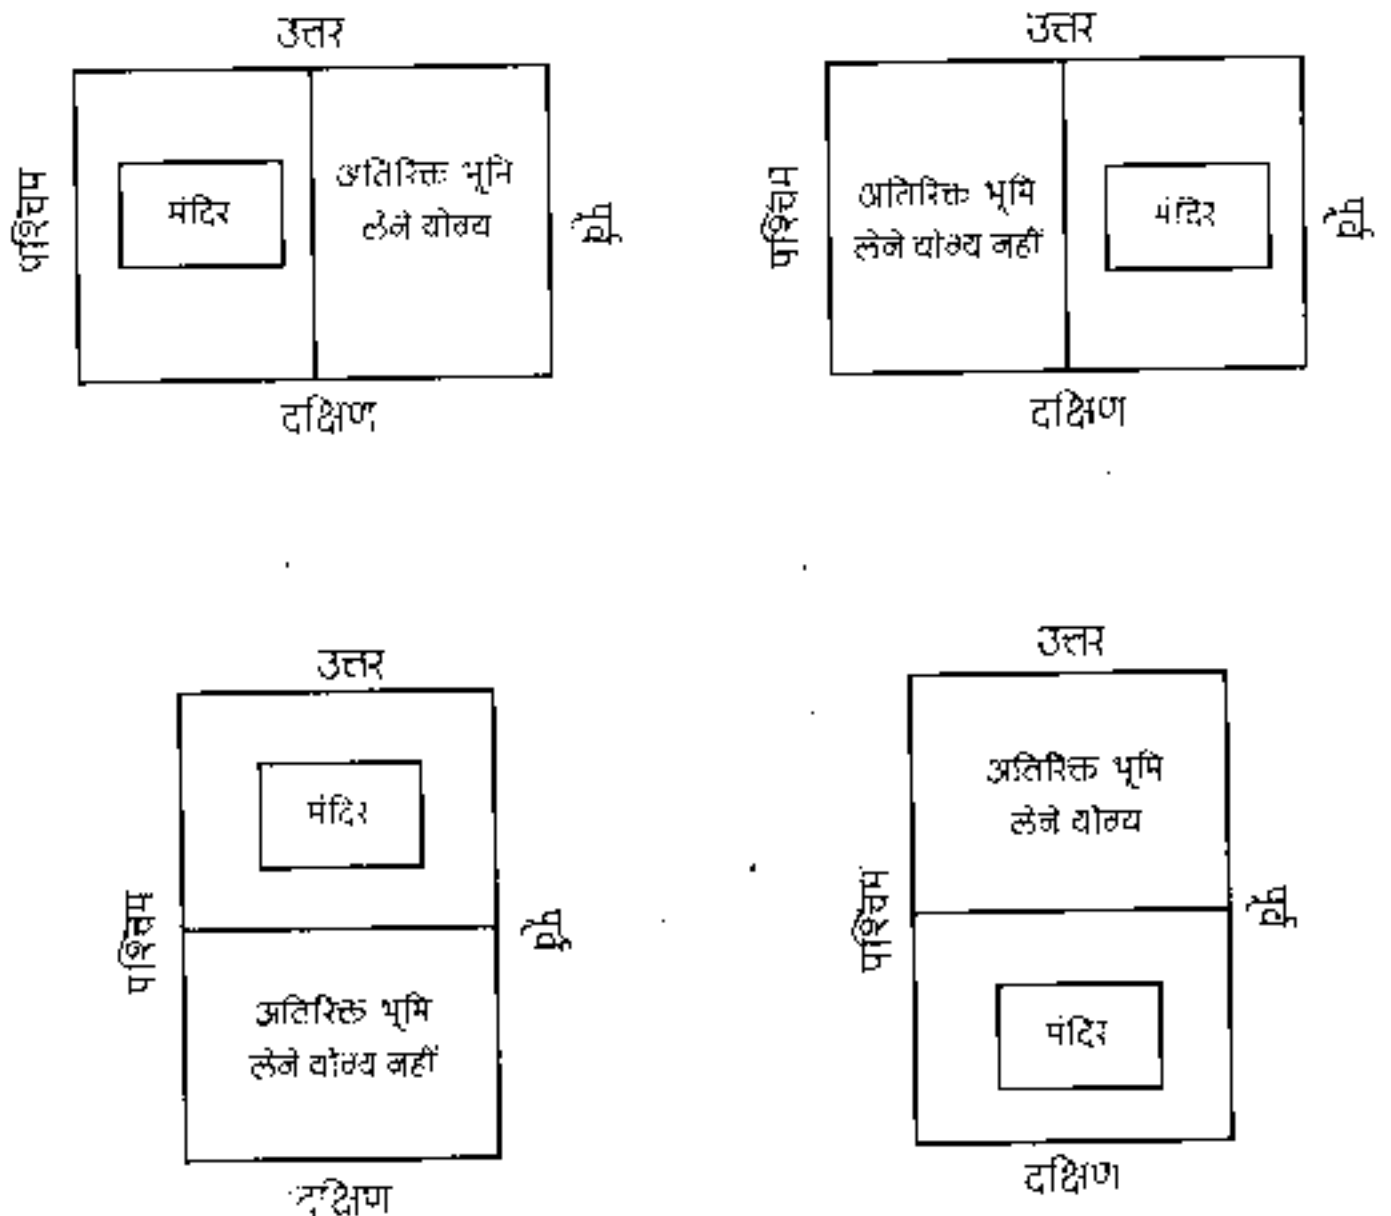 उत्तर
पश्चिम
मंदिर
अतिरिक्त भूमि
लेने योग्य
पूर्व
दक्षिण
उत्तर
पश्चिम
अतिरिक्त भूमि
लेने योग्य नहीं
मंदिर
पूर्व
दक्षिण
उत्तर
मंदिर
पश्चिम
पूर्व
अतिरिक्त भूमि
लेने योग्य नहीं
दक्षिण
उत्तर
अतिरिक्त भूमि
लेने योग्य
पश्चिम
पूर्व
मंदिर
दक्षिण